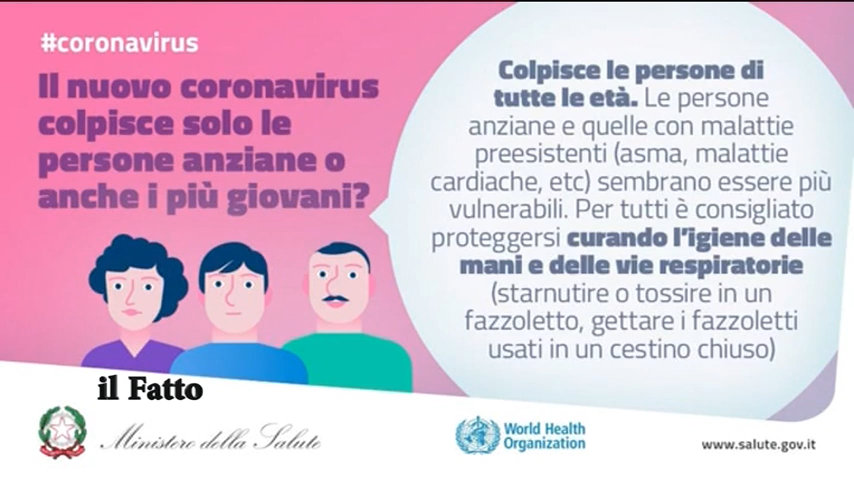 #coronavirus
Il nuovo coronavirus
colpisce solo le
persone anziane o
anche i più giovani?
Colpisce le persone di
tutte le età. Le persone
anziane e quelle con malattie
preesistenti (asma, malattie
cardiache, etc) sembrano essere più
vulnerabili. Per tutti è consigliato
proteggersi curando l'igiene delle
mani e delle vie respiratorie
(starnutire o tossire in un
fazzoletto, gettare i fazzoletti
usati in un cestino chiuso)
il Fatto
Ministero della Salute
World Health
Organization
www.salute.gov.it